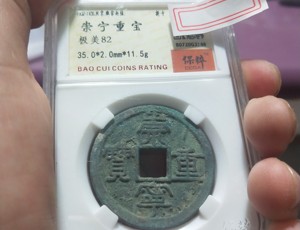 崇宁重宝
极美82
35.0*2.0mm*11.5g
BAO CUI COINS RATING
保粹
崇
寳 重
寧